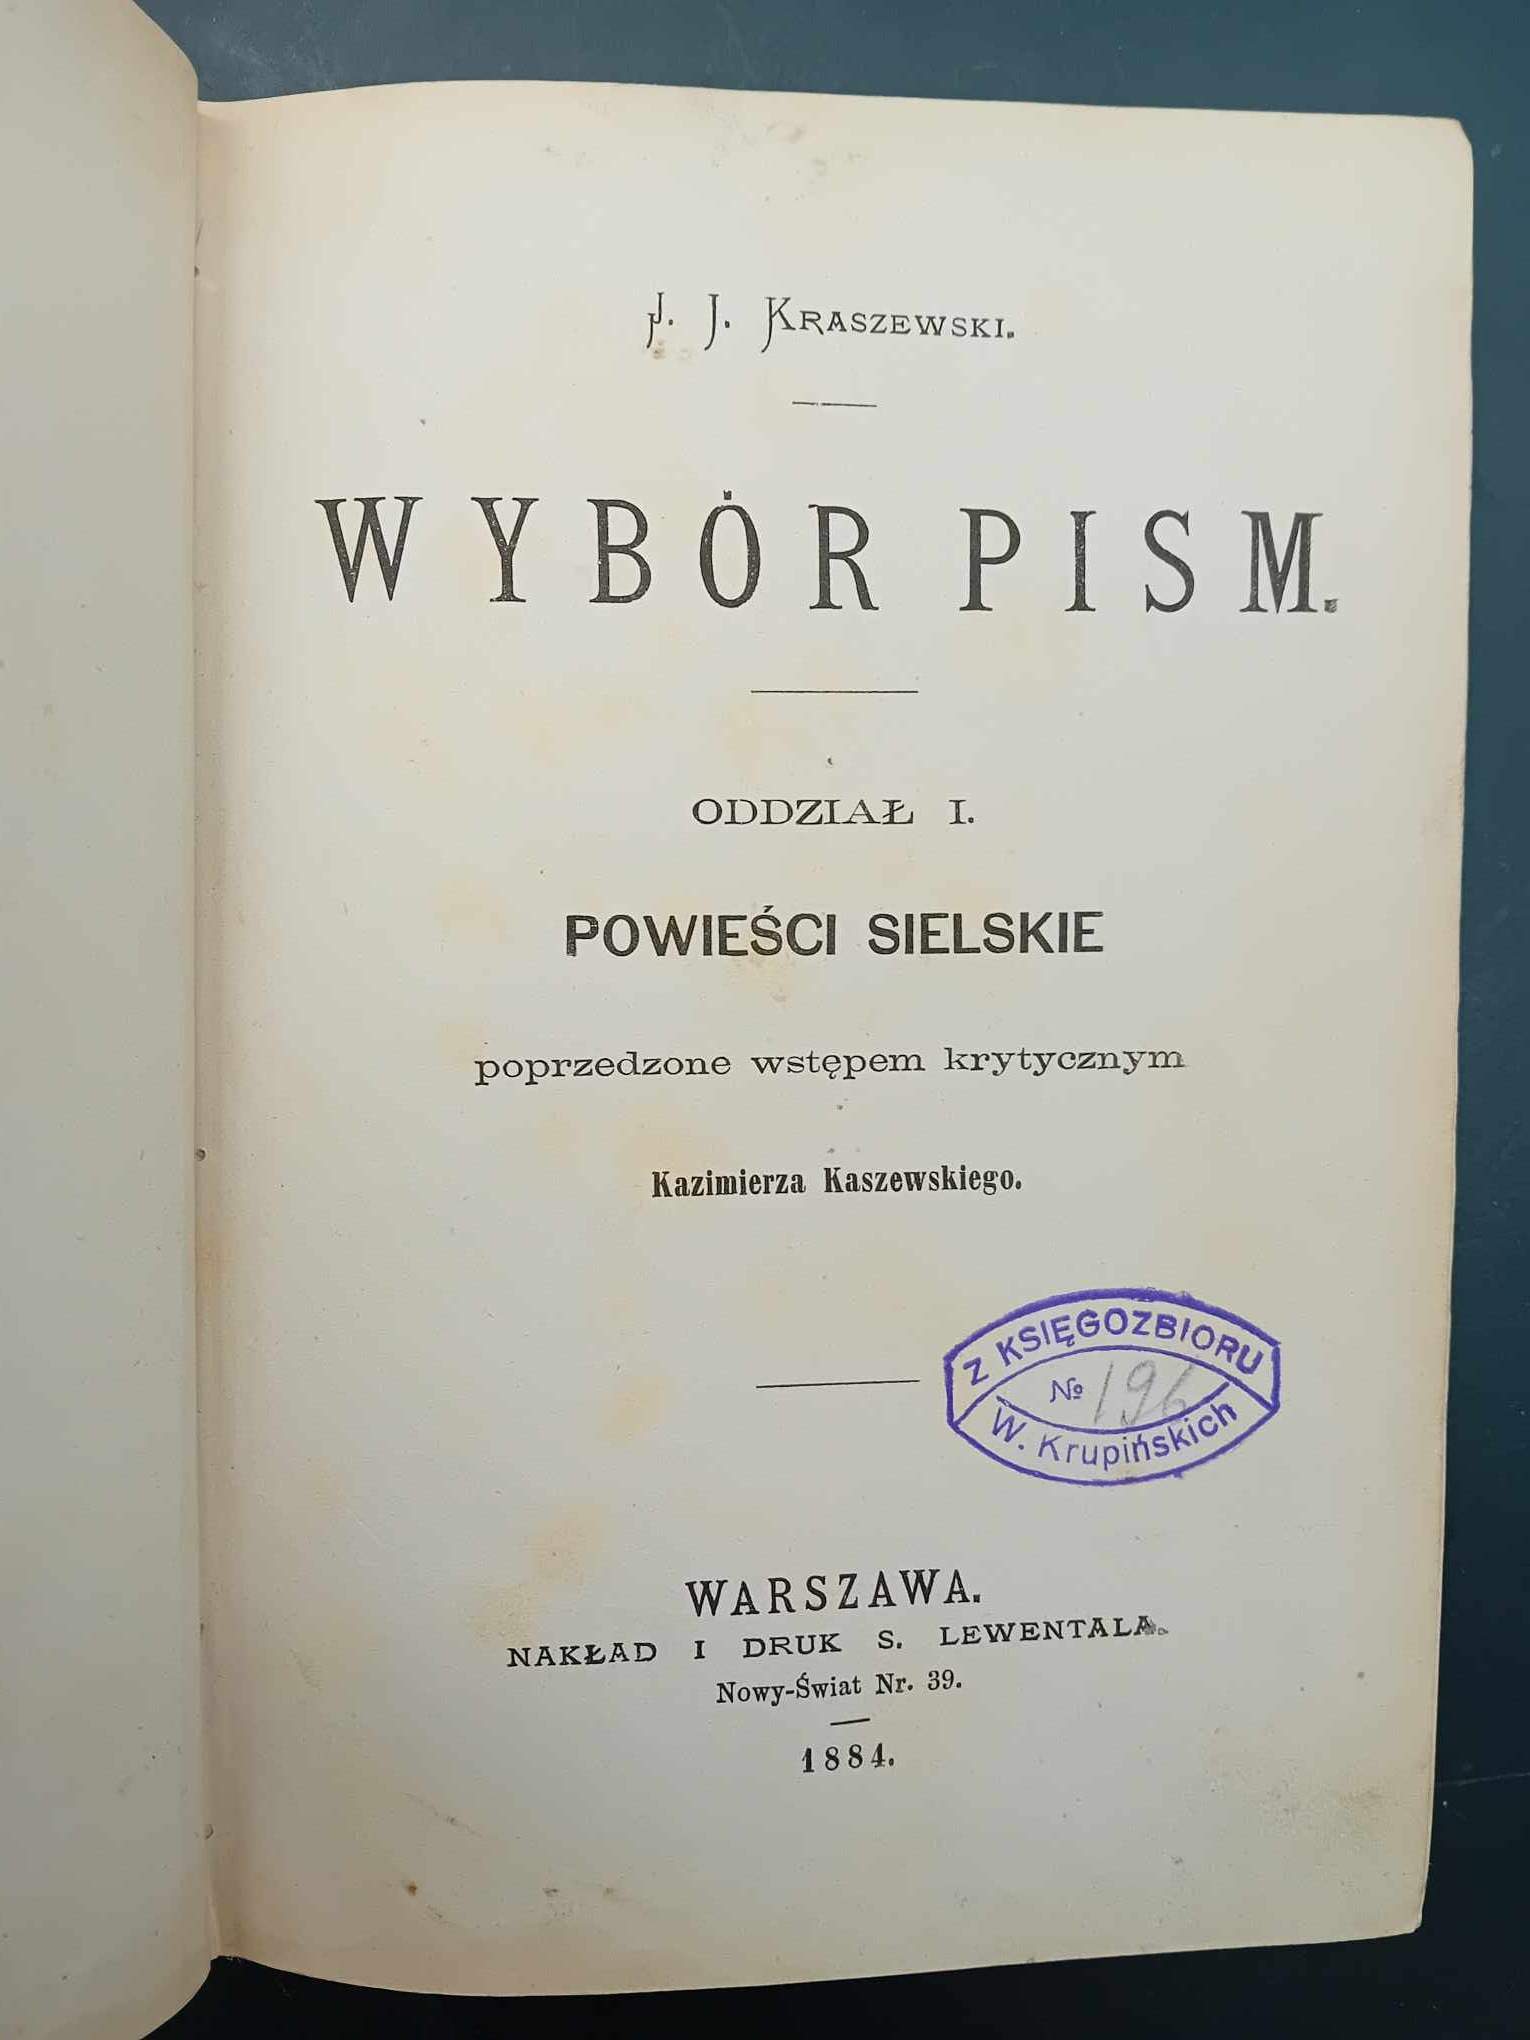 J. J. KRASZEWSKI.
WYBÓR PISM.
ODDZIAŁ I.
POWIEŚCI SIELSKIE
poprzedzone wstępem krytycznym
Kazimierza Kaszewskiego.
Z KSIĘGOZBIORU
№ 196
W. Krupińskich
WARSZAWA.
NAKŁAD I DRUK S. LEWENTALA.
Nowy-Świat Nr. 39.
1884.